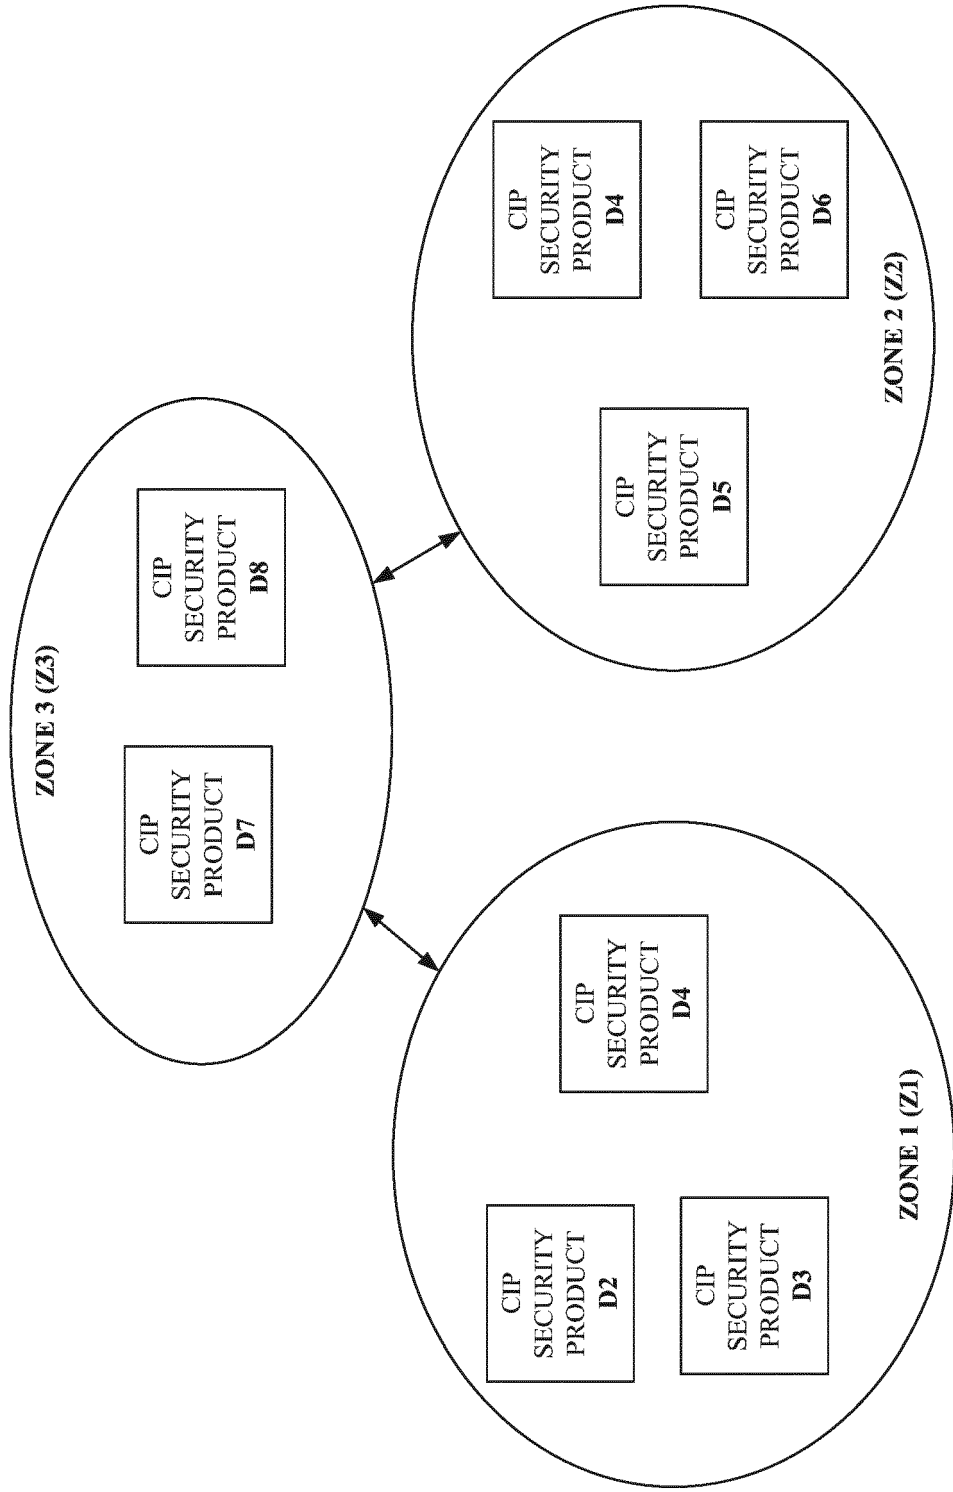 ZONE 3 (Z3)
CIP
SECURITY
PRODUCT
D7
CIP
SECURITY
PRODUCT
D8
CIP
SECURITY
PRODUCT
D2
CIP
SECURITY
PRODUCT
D3
CIP
SECURITY
PRODUCT
D4
ZONE 1 (Z1)
CIP
SECURITY
PRODUCT
D5
CIP
SECURITY
PRODUCT
D4
CIP
SECURITY
PRODUCT
D6
ZONE 2 (Z2)